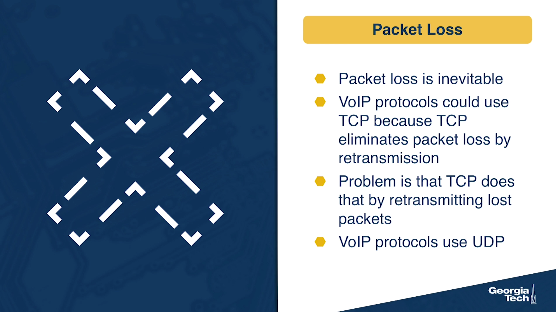 Packet Loss
Packet loss is inevitable
VoIP protocols could use
TCP because TCP
eliminates packet loss by
retransmission
Problem is that TCP does
that by retransmitting lost
packets
VoIP protocols use UDP
Georgia
Tech